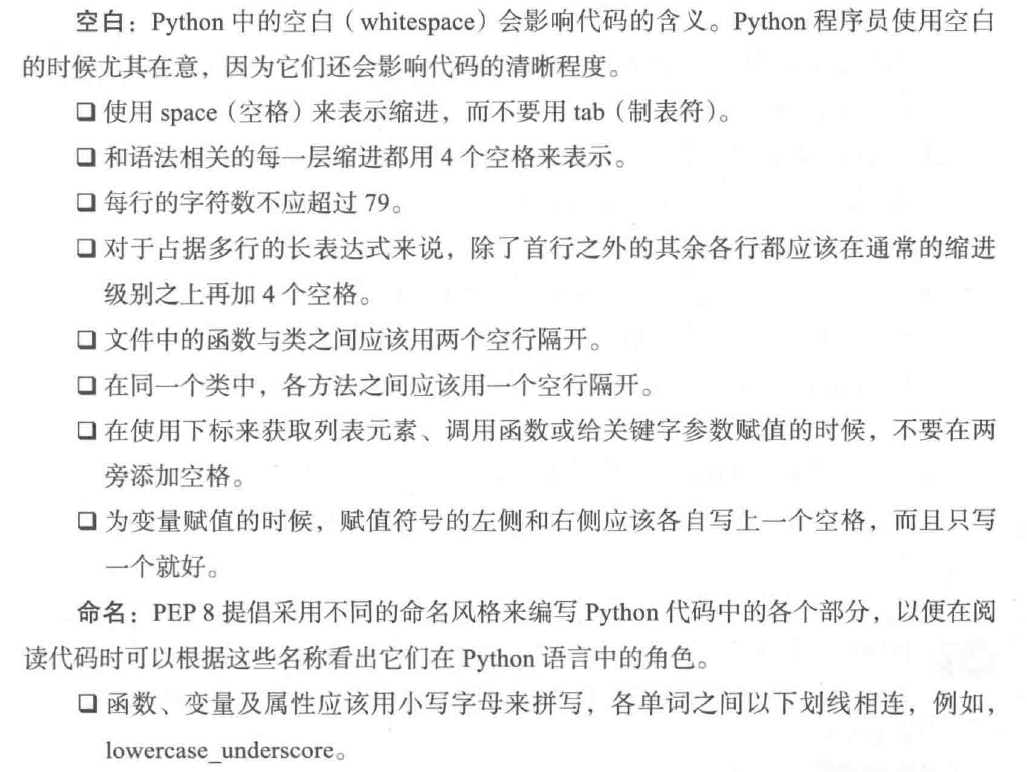 空白：Python 中的空白（whitespace）会影响代码的含义。Python 程序员使用空白
的时候尤其在意，因为它们还会影响代码的清晰程度。
❑ 使用 space（空格）来表示缩进，而不要用 tab（制表符）。
❑ 和语法相关的每一层缩进都用 4 个空格来表示。
❑ 每行的字符数不应超过 79。
❑ 对于占据多行的长表达式来说，除了首行之外的其余各行都应该在通常的缩进
级别之上再加 4 个空格。
❑ 文件中的函数与类之间应该用两个空行隔开。
❑ 在同一个类中，各方法之间应该用一个空行隔开。
❑ 在使用下标来获取列表元素、调用函数或给关键字参数赋值的时候，不要在两
旁添加空格。
❑ 为变量赋值的时候，赋值符号的左侧和右侧应该各自写上一个空格，而且只写
一个就好。
命名：PEP 8 提倡采用不同的命名风格来编写 Python 代码中的各个部分，以便在阅
读代码时可以根据这些名称看出它们在 Python 语言中的角色。
❑ 函数、变量及属性应该用小写字母来拼写，各单词之间以下划线相连，例如，
lowercase_underscore。